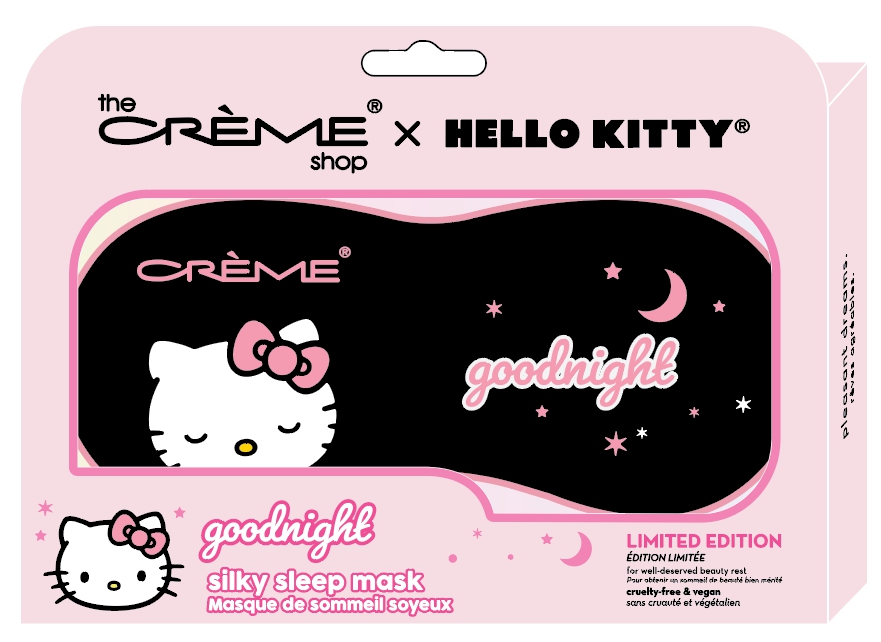 the
CRÈME®
shop
× HELLO KITTY®
CRÈME®
goodnight
pleasant dreams.
rêves agréables.
goodnight
silky sleep mask
Masque de sommeil soyeux
LIMITED EDITION
ÉDITION LIMITÉE
for well-deserved beauty rest
Pour obtenir un sommeil de beauté bien mérité
cruelty-free & vegan
sans cruauté et végétalien